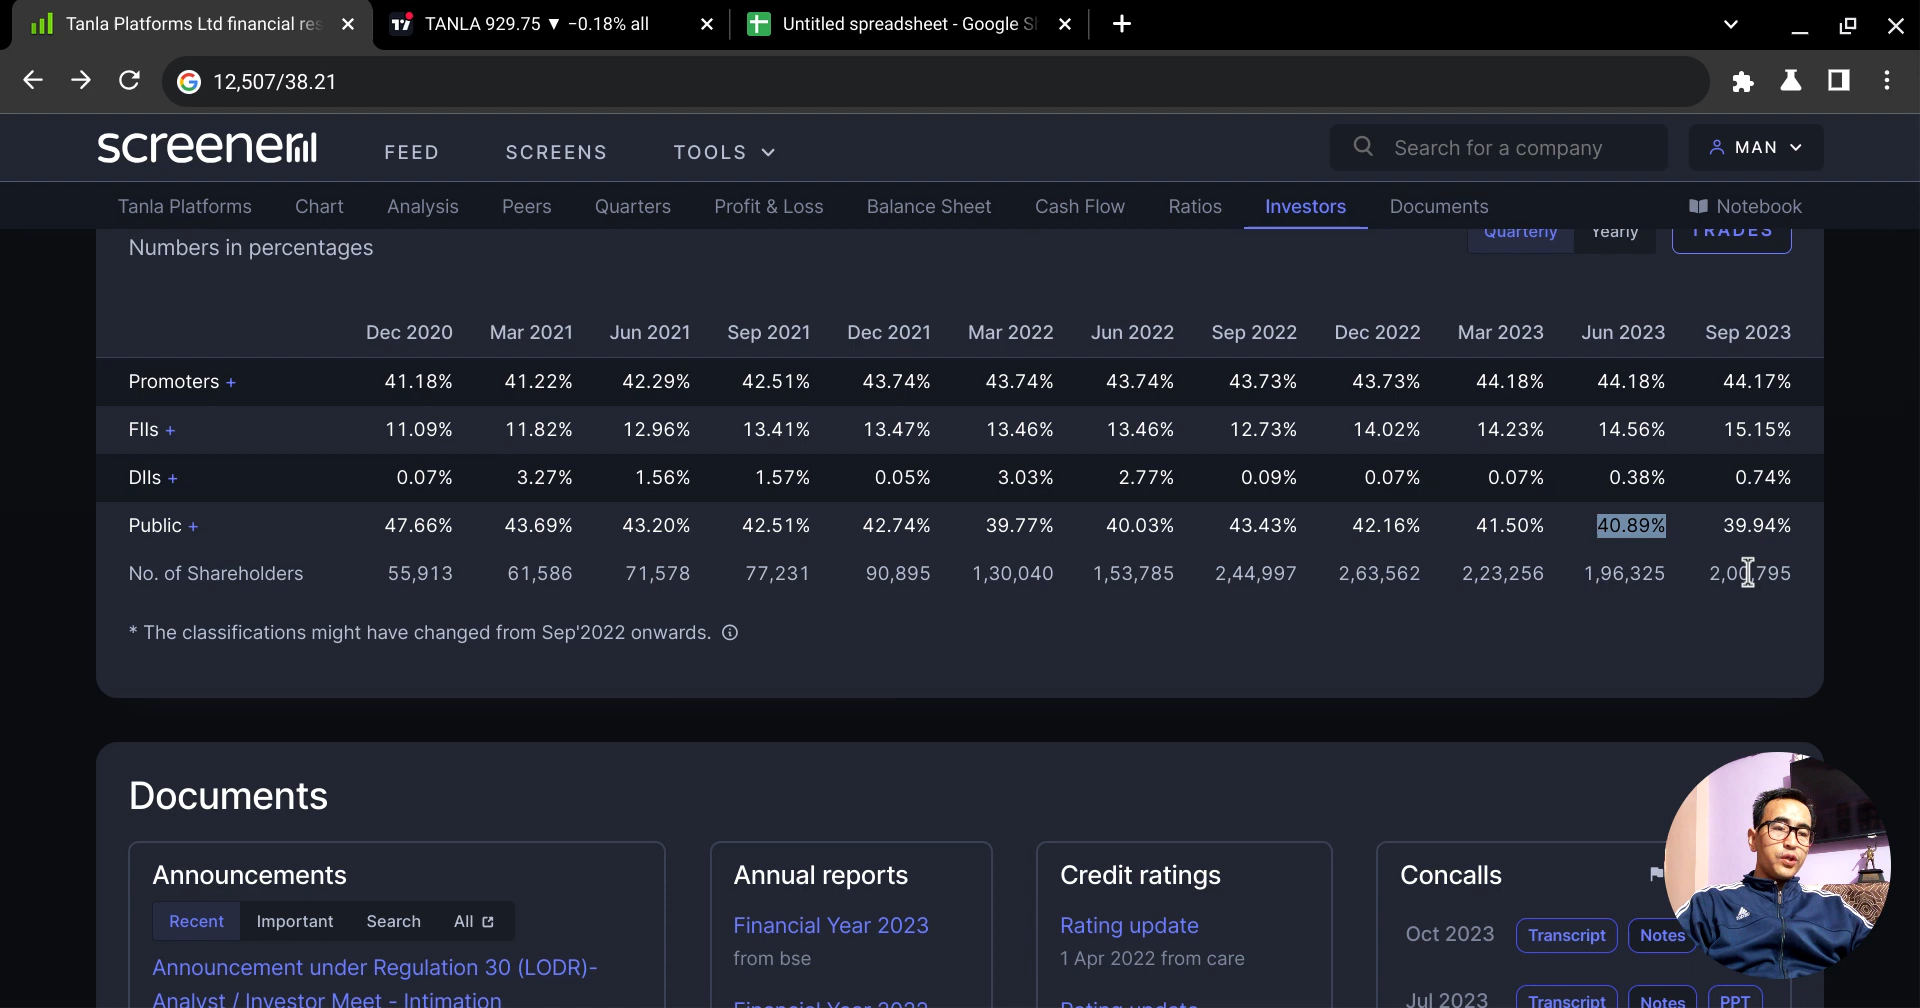 Tanla Platforms Ltd financial res
TANLA 929.75 ▼ −0.18% all
Untitled spreadsheet - Google Sh
12,507/38.21
screener
FEED SCREENS TOOLS
Search for a company
MAN
Tanla Platforms Chart Analysis Peers Quarters Profit & Loss Balance Sheet Cash Flow Ratios Investors Documents Notebook
Numbers in percentages
Quarterly Yearly TRADES
Dec 2020 Mar 2021 Jun 2021 Sep 2021 Dec 2021 Mar 2022 Jun 2022 Sep 2022 Dec 2022 Mar 2023 Jun 2023 Sep 2023
Promoters + 41.18% 41.22% 42.29% 42.51% 43.74% 43.74% 43.74% 43.73% 43.73% 44.18% 44.18% 44.17%
FIIs + 11.09% 11.82% 12.96% 13.41% 13.47% 13.46% 13.46% 12.73% 14.02% 14.23% 14.56% 15.15%
DIIs + 0.07% 3.27% 1.56% 1.57% 0.05% 3.03% 2.77% 0.09% 0.07% 0.07% 0.38% 0.74%
Public + 47.66% 43.69% 43.20% 42.51% 42.74% 39.77% 40.03% 43.43% 42.16% 41.50% 40.89% 39.94%
No. of Shareholders 55,913 61,586 71,578 77,231 90,895 1,30,040 1,53,785 2,44,997 2,63,562 2,23,256 1,96,325 2,00,795
* The classifications might have changed from Sep'2022 onwards.
Documents
Announcements
Recent Important Search All
Announcement under Regulation 30 (LODR)-
Analyst / Investor Meet - Intimation
Annual reports
Financial Year 2023
from bse
Financial Year 2022
Credit ratings
Rating update
1 Apr 2022 from care
Rating update
Concalls
Oct 2023 Transcript Notes
Jul 2023 Transcript Notes PPT